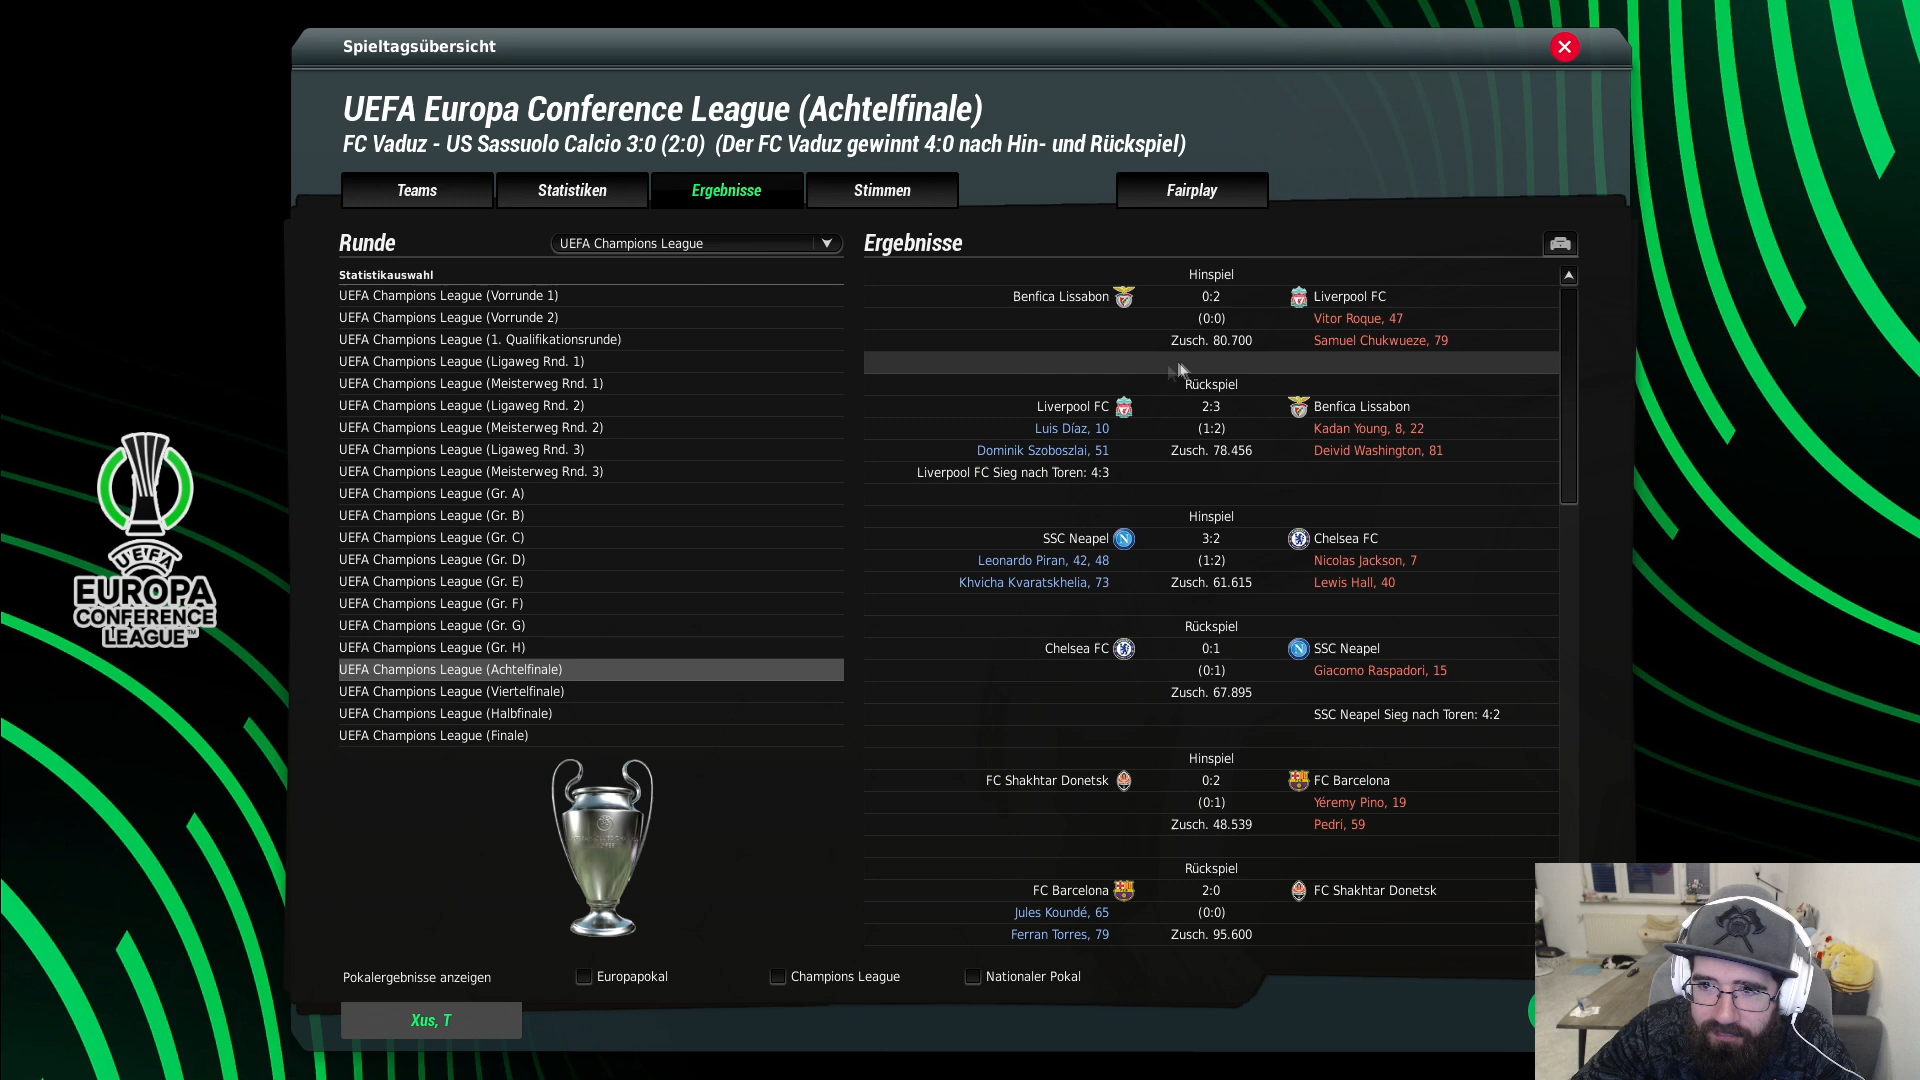 Spieltagsübersicht
UEFA Europa Conference League (Achtelfinale)
FC Vaduz - US Sassuolo Calcio 3:0 (2:0) (Der FC Vaduz gewinnt 4:0 nach Hin- und Rückspiel)
Teams Statistiken Ergebnisse Stimmen Fairplay
Runde
UEFA Champions League
Statistikauswahl
UEFA Champions League (Vorrunde 1)
UEFA Champions League (Vorrunde 2)
UEFA Champions League (1. Qualifikationsrunde)
UEFA Champions League (Ligaweg Rnd. 1)
UEFA Champions League (Meisterweg Rnd. 1)
UEFA Champions League (Ligaweg Rnd. 2)
UEFA Champions League (Meisterweg Rnd. 2)
UEFA Champions League (Ligaweg Rnd. 3)
UEFA Champions League (Meisterweg Rnd. 3)
UEFA Champions League (Gr. A)
UEFA Champions League (Gr. B)
UEFA Champions League (Gr. C)
UEFA Champions League (Gr. D)
UEFA Champions League (Gr. E)
UEFA Champions League (Gr. F)
UEFA Champions League (Gr. G)
UEFA Champions League (Gr. H)
UEFA Champions League (Achtelfinale)
UEFA Champions League (Viertelfinale)
UEFA Champions League (Halbfinale)
UEFA Champions League (Finale)
Ergebnisse
Hinspiel
Benfica Lissabon 0:2 Liverpool FC
(0:0) Vitor Roque, 47
Zusch. 80.700 Samuel Chukwueze, 79
Rückspiel
Liverpool FC 2:3 Benfica Lissabon
Luis Díaz, 10 (1:2) Kadan Young, 8, 22
Dominik Szoboszlai, 51 Zusch. 78.456 Deivid Washington, 81
Liverpool FC Sieg nach Toren: 4:3
Hinspiel
SSC Neapel 3:2 Chelsea FC
Leonardo Piran, 42, 48 (1:2) Nicolas Jackson, 7
Khvicha Kvaratskhelia, 73 Zusch. 61.615 Lewis Hall, 40
Rückspiel
Chelsea FC 0:1 SSC Neapel
(0:1) Giacomo Raspadori, 15
Zusch. 67.895
SSC Neapel Sieg nach Toren: 4:2
Hinspiel
FC Shakhtar Donetsk 0:2 FC Barcelona
(0:1) Yéremy Pino, 19
Zusch. 48.539 Pedri, 59
Rückspiel
FC Barcelona 2:0 FC Shakhtar Donetsk
Jules Koundé, 65 (0:0)
Ferran Torres, 79 Zusch. 95.600
Pokalergebnisse anzeigen Europapokal Champions League Nationaler Pokal
Xus, T
UEFA
EUROPA
CONFERENCE
LEAGUE™